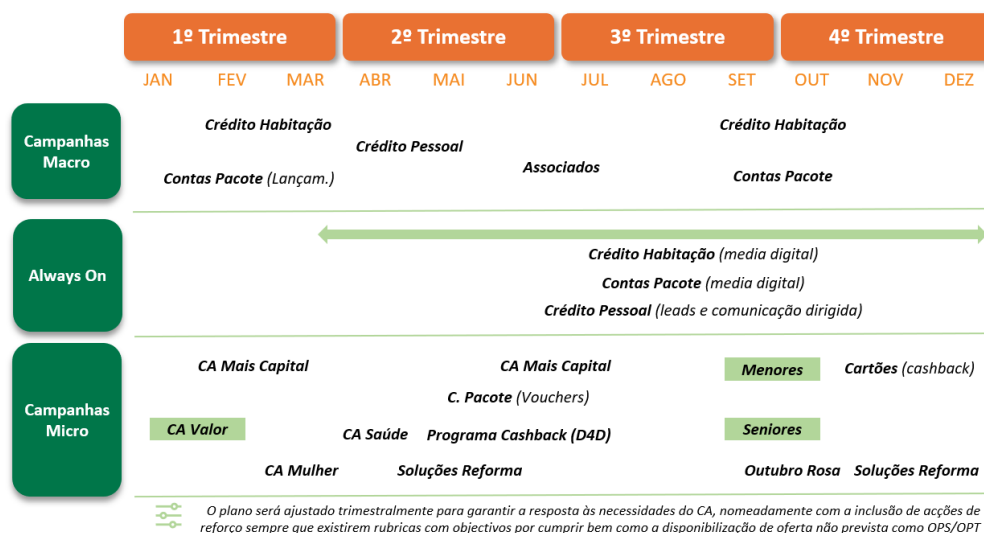 1º Trimestre 2º Trimestre 3º Trimestre 4º Trimestre
JAN FEV MAR ABR MAI JUN JUL AGO SET OUT NOV DEZ
Campanhas
Macro
Crédito Habitação
Crédito Habitação
Crédito Pessoal
Associados
Contas Pacote (Lançam.)
Contas Pacote
Always On
Crédito Habitação (media digital)
Contas Pacote (media digital)
Crédito Pessoal (leads e comunicação dirigida)
Campanhas
Micro
CA Mais Capital CA Mais Capital Menores Cartões (cashback)
C. Pacote (Vouchers)
CA Valor CA Saúde Programa Cashback (D4D) Seniores
CA Mulher Soluções Reforma Outubro Rosa Soluções Reforma
O plano será ajustado trimestralmente para garantir a resposta às necesidades do CA, nomeadamente com a inclusão de acções de
reforço sempre que existirem rubricas com objectivos por cumprir bem como a disponibilização de oferta não prevista como OPS/OPT